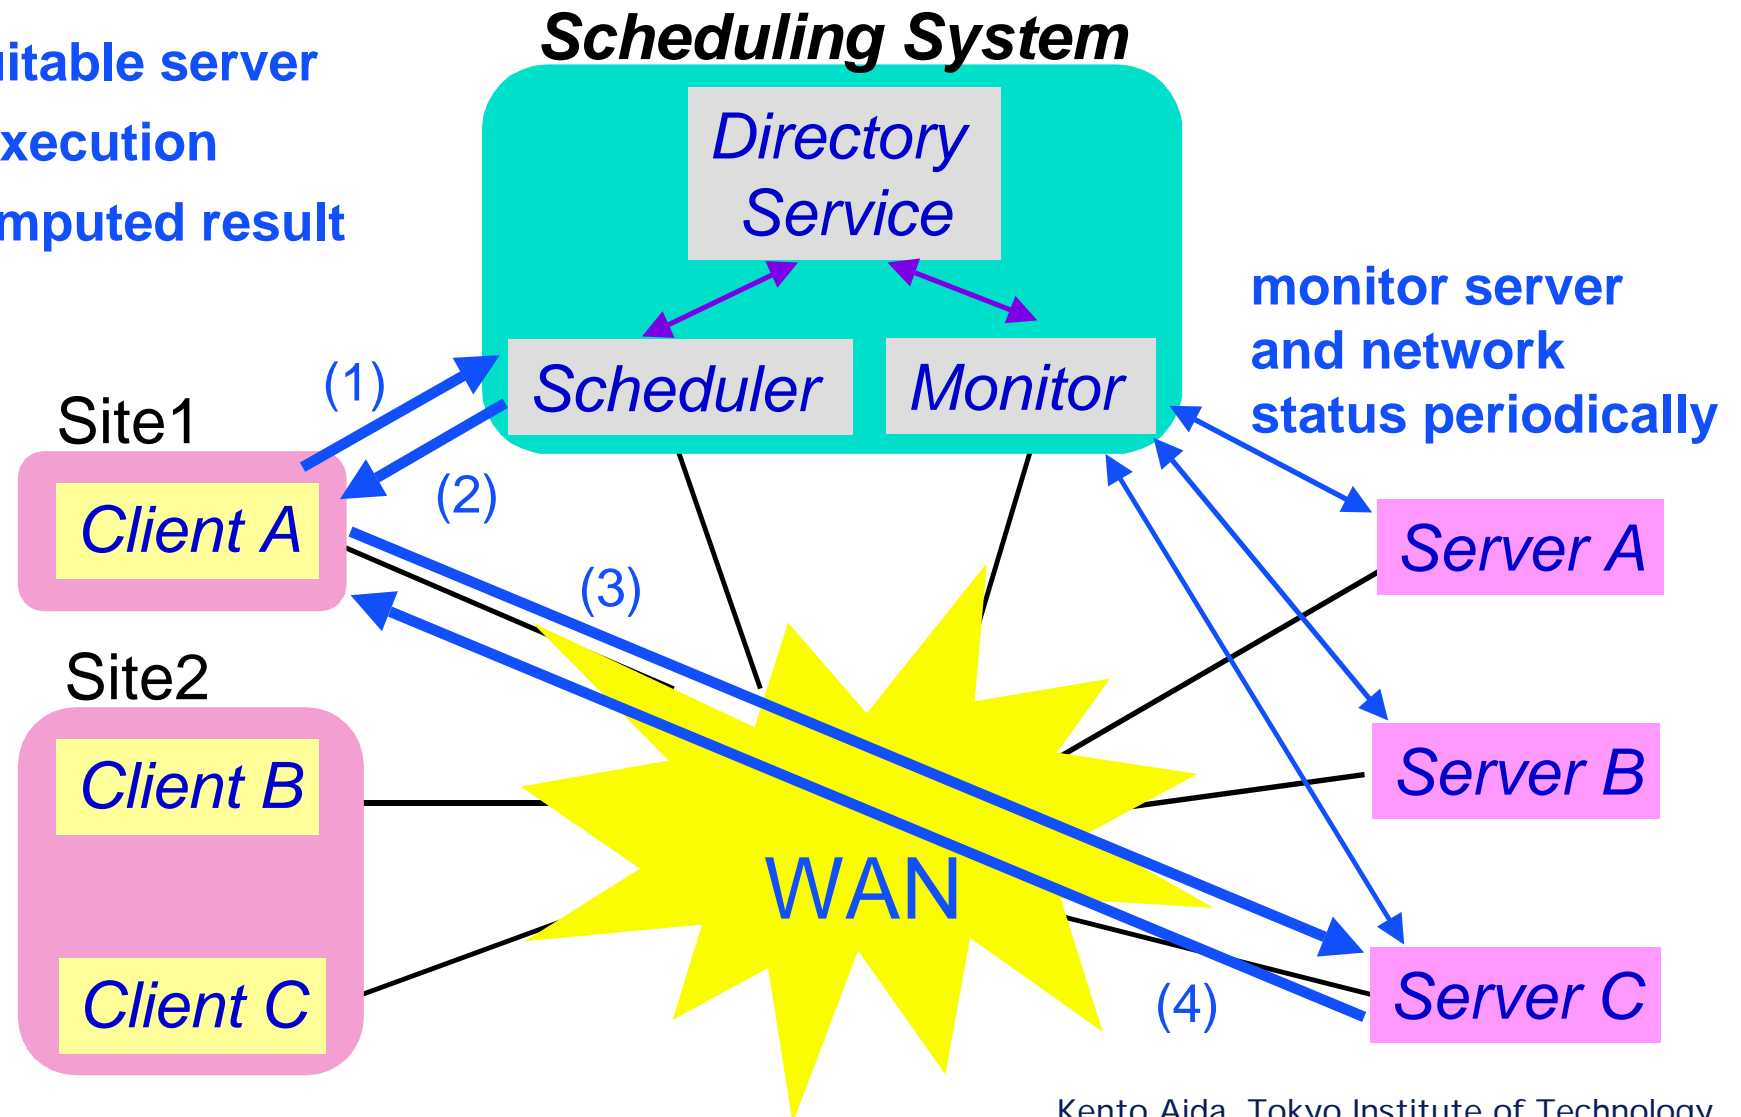 Scheduling System
uitable server
xecution
mputed result
Directory
Service
monitor server
and network
status periodically
(1)
Scheduler
Monitor
Site1
(2)
Client A
Server A
(3)
Site2
Client B
Server B
WAN
Client C
(4)
Server C
Kento Aida, Tokyo Institute of Technology